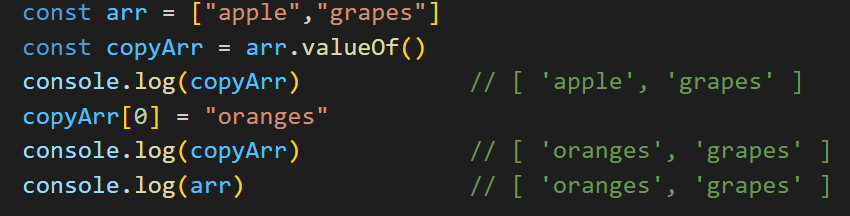 const arr = ["apple","grapes"]
const copyArr = arr.valueOf()
console.log(copyArr) // [ 'apple', 'grapes' ]
copyArr[0] = "oranges"
console.log(copyArr) // [ 'oranges', 'grapes' ]
console.log(arr) // [ 'oranges', 'grapes' ]